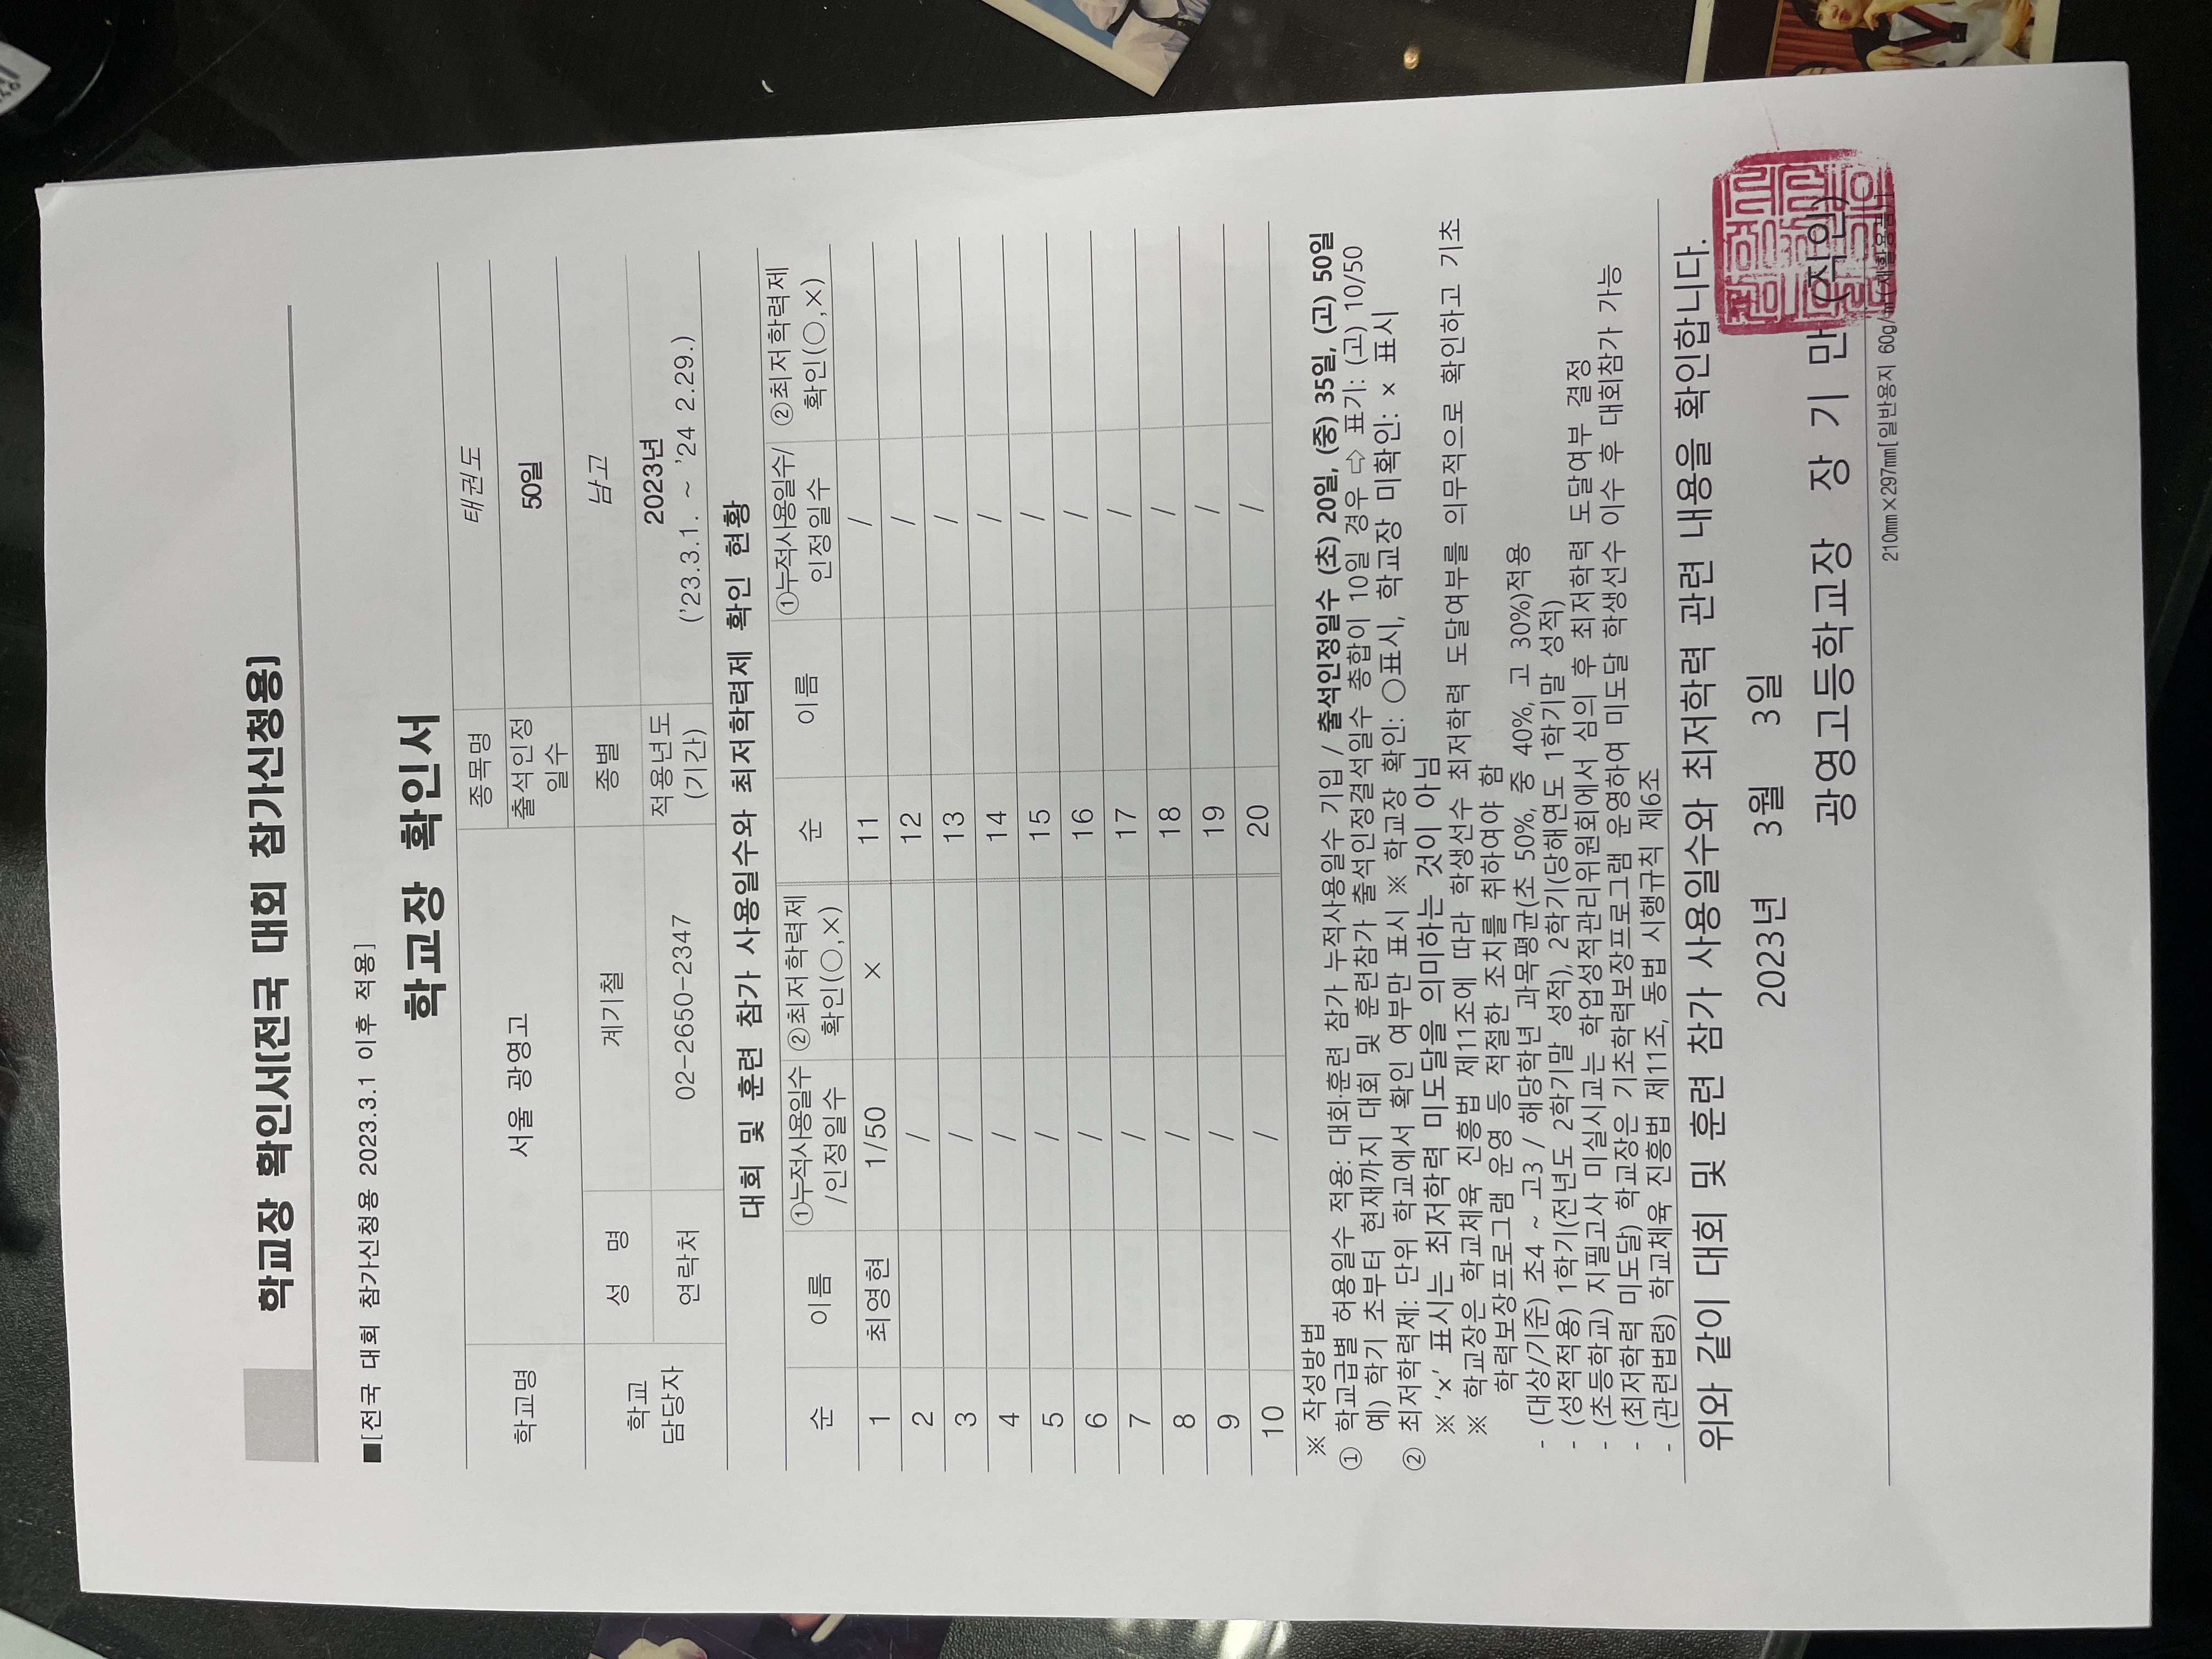 학교장 확인서[전국 대회 참가신청용]
■[전국 대회 참가신청용 2023.3.1 이후 적용]
학교장 확인서
학교명 서울 광영고 종목명 태권도
출석인정 일수 50일
학교 담당자 성 명 계기철 종별 남고
연락처 02-2650-2347 적용년도 (기간) 2023년 ('23.3.1. ~ '24 2.29.)
대회 및 훈련 참가 사용일수와 최저학력제 확인 현황
순 이름 ①누적사용일수/인정일수 ②최저학력제 확인(○,×) 순 이름 ①누적사용일수/인정일수 ②최저학력제 확인(○,×)
1 최영현 1/50 × 11 /
2 / 12 /
3 / 13 /
4 / 14 /
5 / 15 /
6 / 16 /
7 / 17 /
8 / 18 /
9 / 19 /
10 / 20 /
※ 작성방법
① 학교급별 허용일수 적용: 대회·훈련 참가 누적사용일수 기입 / 출석인정일수 (초) 20일, (중) 35일, (고) 50일
예) 학기 초부터 현재까지 대회 및 훈련참가 출석인정결석일수 총합이 10일 경우 ⇨ 표기: (고) 10/50
② 최저학력제: 단위 학교에서 확인 여부만 표시 ※ 학교장 확인: ○표시, 학교장 미확인: × 표시
※ '×' 표시는 최저학력 미도달을 의미하는 것이 아님
※ 학교장은 학교체육 진흥법 제11조에 따라 학생선수 최저학력 도달여부를 의무적으로 확인하고 기초
학력보장프로그램 운영 등 적절한 조치를 취하여야 함
- (대상/기준) 초4 ~ 고3 / 해당학년 과목평균(초 50%, 중 40%, 고 30%)적용
- (성적적용) 1학기(전년도 2학기말 성적), 2학기(당해연도 1학기말 성적)
- (초등학교) 지필고사 미실시교는 학업성적관리위원회에서 심의 후 최저학력 도달여부 결정
- (최저학력 미도달) 학교장은 기초학력보장프로그램 운영하여 미도달 학생선수 이수 후 대회참가 가능
- (관련법령) 학교체육 진흥법 제11조, 동법 시행규칙 제6조
위와 같이 대회 및 훈련 참가 사용일수와 최저학력 관련 내용을 확인합니다.
2023년 3월 3일
광영고등학교장 장 기 만 (직인)
210㎜×297㎜[일반용지 60g/㎡(재활용품)]